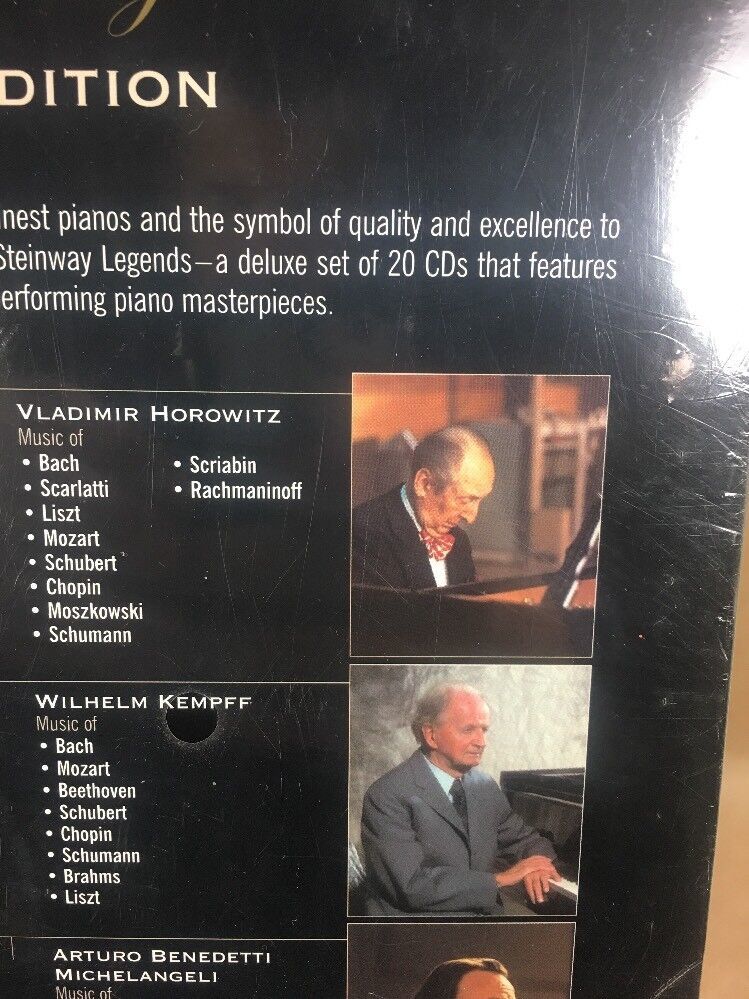 DITION
nest pianos and the symbol of quality and excellence to
Steinway Legends—a deluxe set of 20 CDs that features
erforming piano masterpieces.
VLADIMIR HOROWITZ
Music of
• Bach
• Scarlatti
• Liszt
• Mozart
• Schubert
• Chopin
• Moszkowski
• Schumann
• Scriabin
• Rachmaninoff
WILHELM KEMPFF
Music of
• Bach
• Mozart
• Beethoven
• Schubert
• Chopin
• Schumann
• Brahms
• Liszt
ARTURO BENEDETTI
MICHELANGELI
Music of